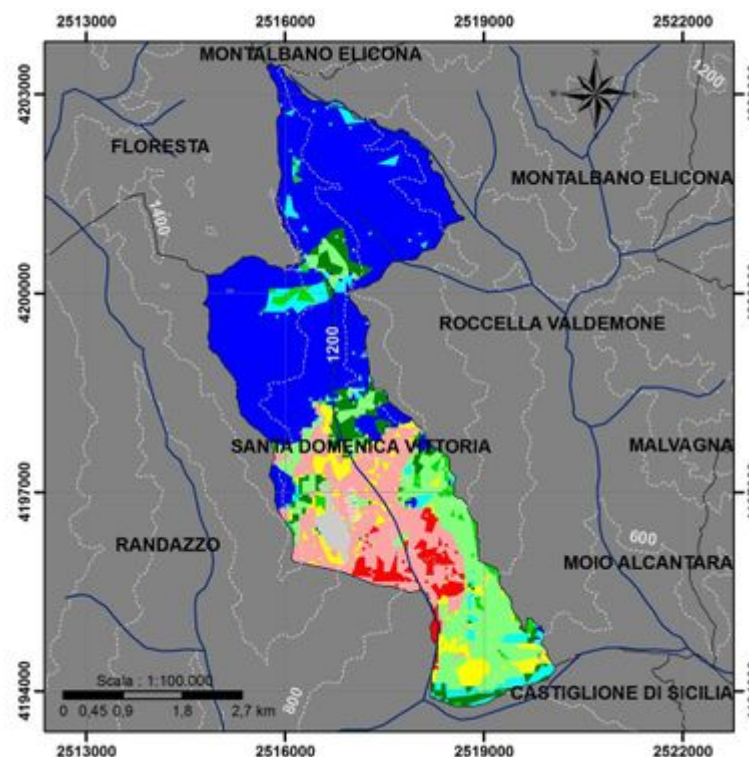 2513000 2516000 2519000 2522000
MONTALBANO ELICONA
1200
N
4203000
W E
S
FLORESTA
MONTALBANO ELICONA
1400
4200000
ROCCELLA VALDEMONE
1200
SANTA DOMENICA VITTORIA
MALVAGNA
4197000
RANDAZZO
600
MOIO ALCANTARA
Scala : 1:100.000
CASTIGLIONE DI SICILIA
4194000
800
0 0,45 0,9 1,8 2,7 km
2513000 2516000 2519000 2522000